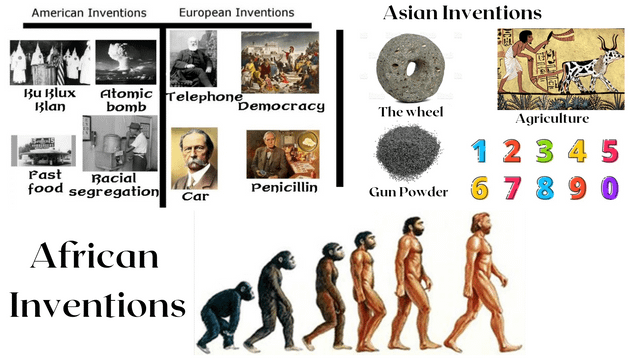 American Inventions
European Inventions
Ku Klux
Klan
Atomic
bomb
Fast
food
Racial
segregation
Telephone
Democracy
Car
Penicillin
Asian Inventions
The wheel
Agriculture
Gun Powder
1 2 3 4 5
6 7 8 9 0
African
Inventions